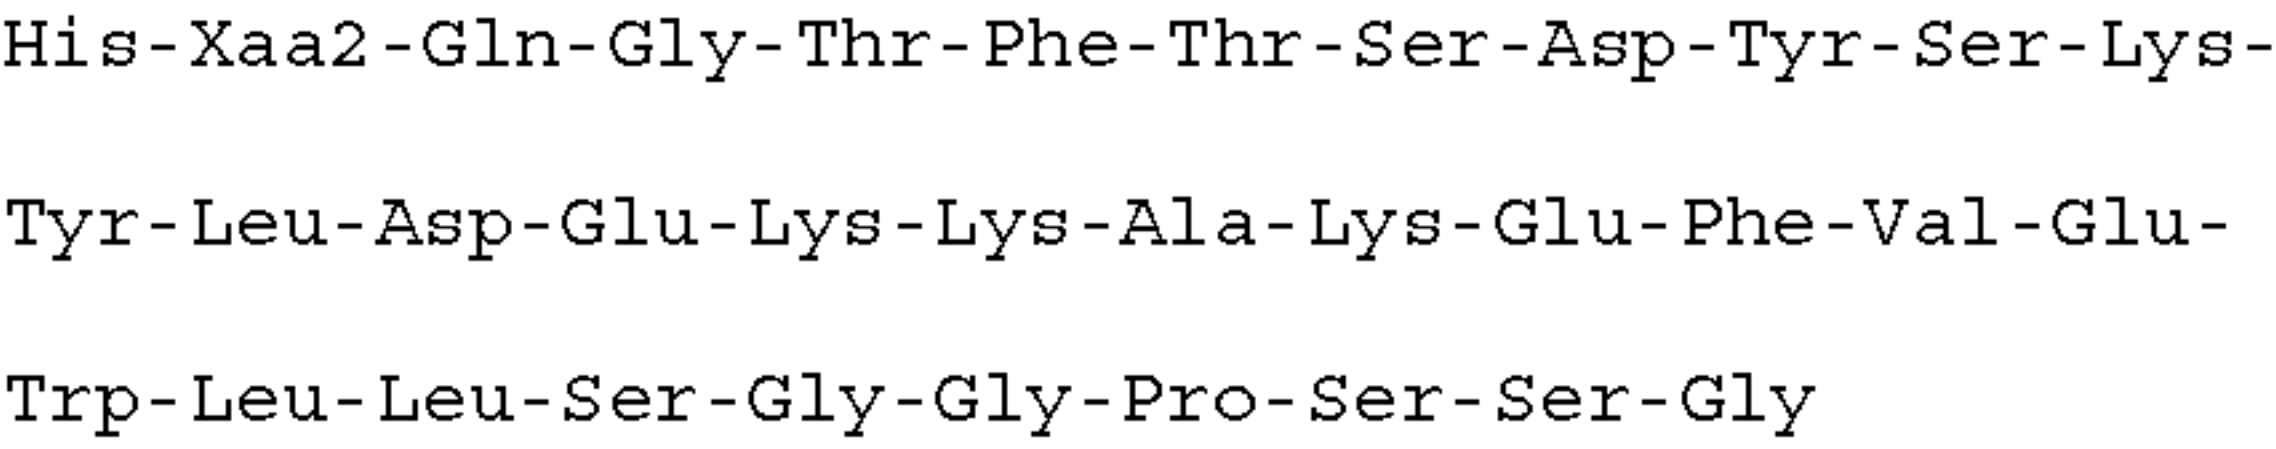 His-Xaa2-Gln-Gly-Thr-Phe-Thr-Ser-Asp-Tyr-Ser-Lys-
Tyr-Leu-Asp-Glu-Lys-Lys-Ala-Lys-Glu-Phe-Val-Glu-
Trp-Leu-Leu-Ser-Gly-Gly-Pro-Ser-Ser-Gly